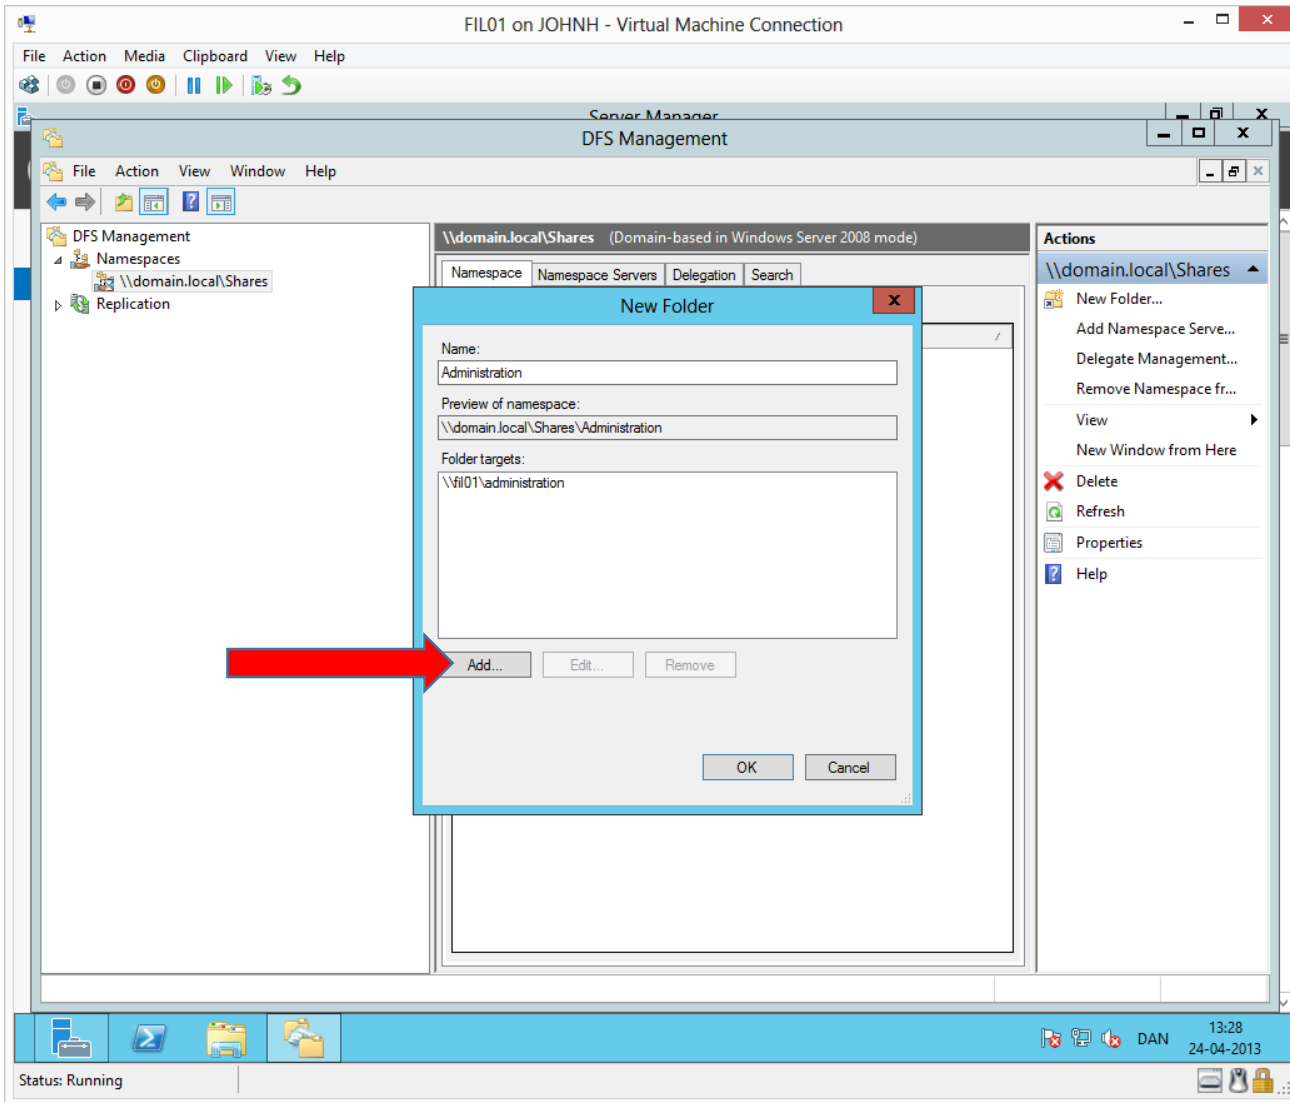 FIL01 on JOHNH - Virtual Machine Connection
File Action Media Clipboard View Help
Server Manager
DFS Management
File Action View Window Help
DFS Management
Namespaces
\\domain.local\Shares
Replication
\\domain.local\Shares (Domain-based in Windows Server 2008 mode)
Namespace Namespace Servers Delegation Search
New Folder
Name:
Administration
Preview of namespace:
\\domain.local\Shares\Administration
Folder targets:
\\fil01\administration
Add... Edit... Remove
OK Cancel
Actions
\\domain.local\Shares
New Folder...
Add Namespace Serve...
Delegate Management...
Remove Namespace fr...
View
New Window from Here
Delete
Refresh
Properties
Help
DAN
13:28
24-04-2013
Status: Running